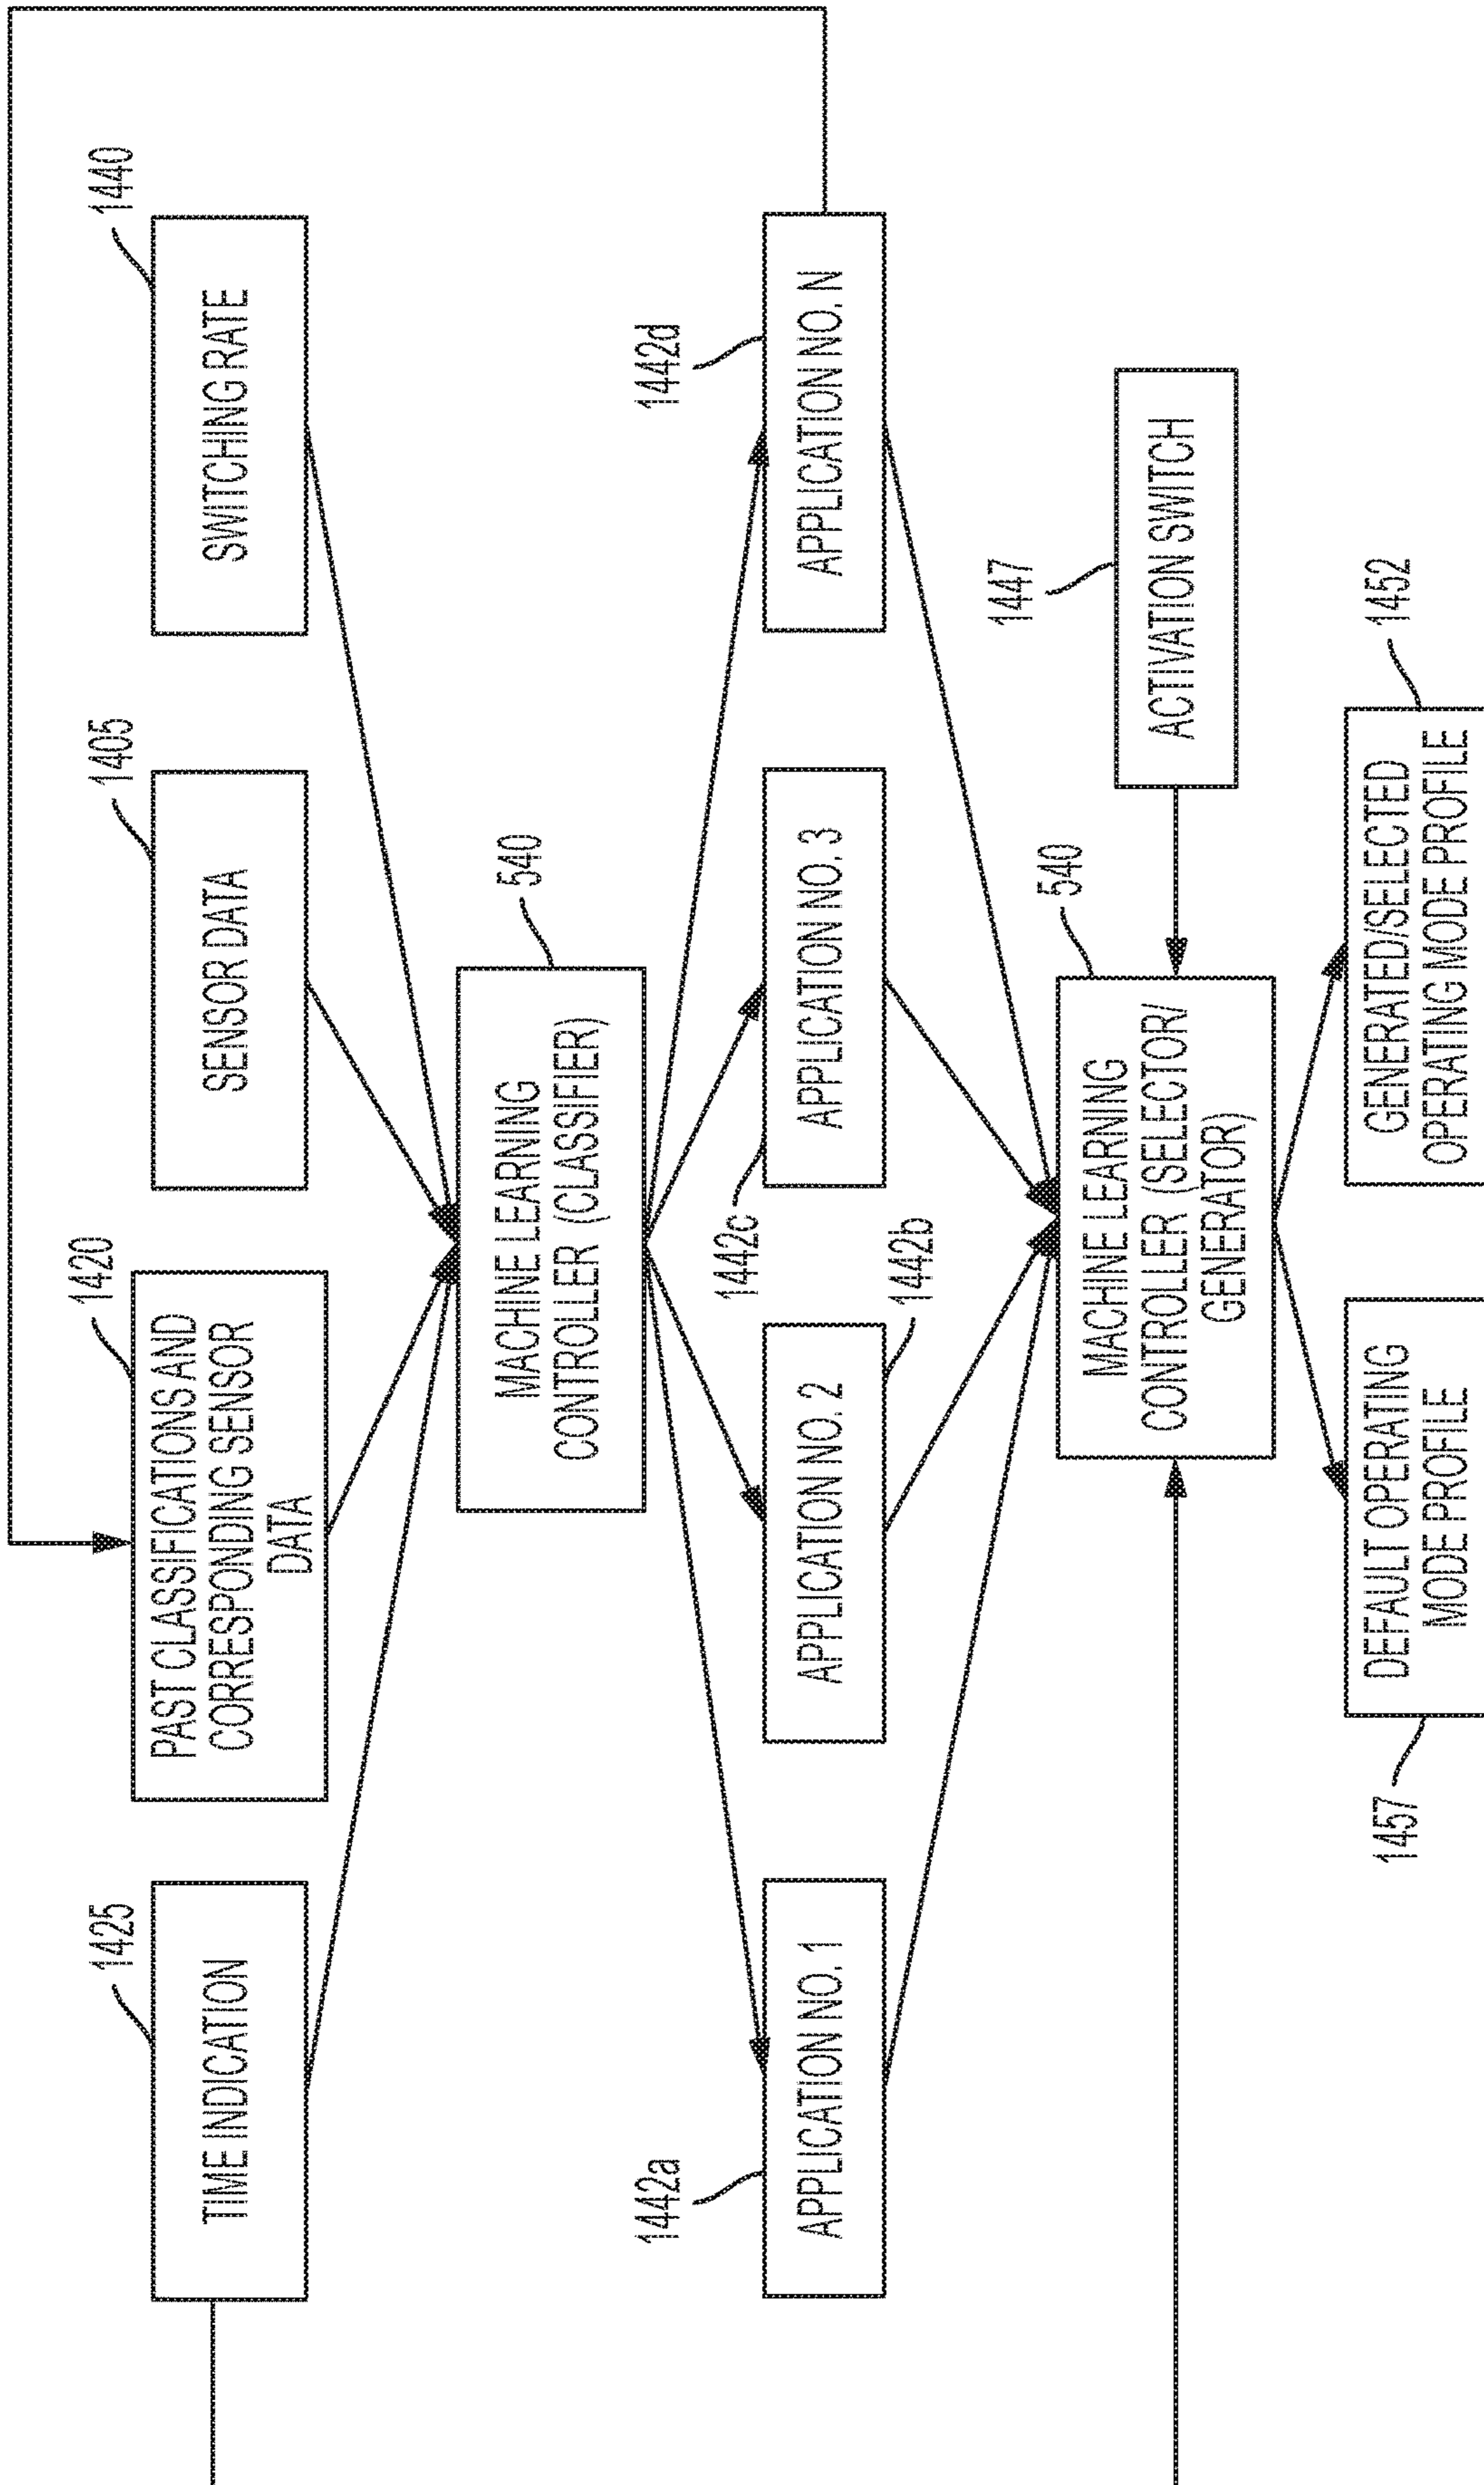 1425
TIME INDICATION
1420
PAST CLASSIFICATIONS AND
CORRESPONDING SENSOR
DATA
1405
SENSOR DATA
1440
SWITCHING RATE
540
MACHINE LEARNING
CONTROLLER (CLASSIFIER)
1442a
APPLICATION NO. 1
APPLICATION NO. 2
1442b
1442c
APPLICATION NO. 3
1442d
APPLICATION NO. N
540
MACHINE LEARNING
CONTROLLER (SELECTOR/
GENERATOR)
1447
ACTIVATION SWITCH
1457
DEFAULT OPERATING
MODE PROFILE
1452
GENERATED/SELECTED
OPERATING MODE PROFILE